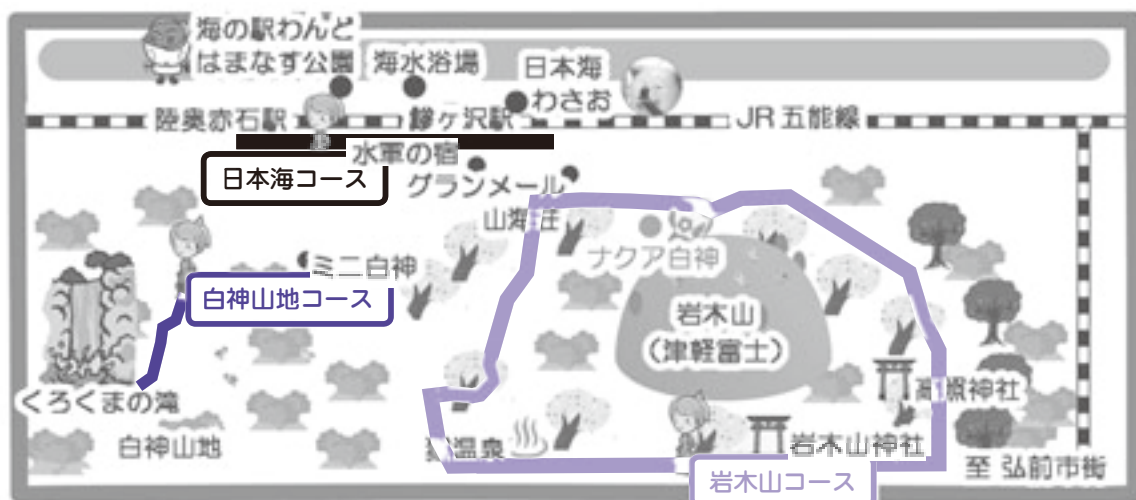 海の駅わんど
はまなす公園
海水浴場
日本海
わさお
陸奥赤石駅
鰺ヶ沢駅
JR 五能線
水軍の宿
日本海コース
グランメール
山海荘
ナクア白神
ミニ白神
白神山地コース
岩木山
（津軽富士）
くろくまの滝
高照神社
白神山地
温泉
岩木山神社
至 弘前市街
岩木山コース